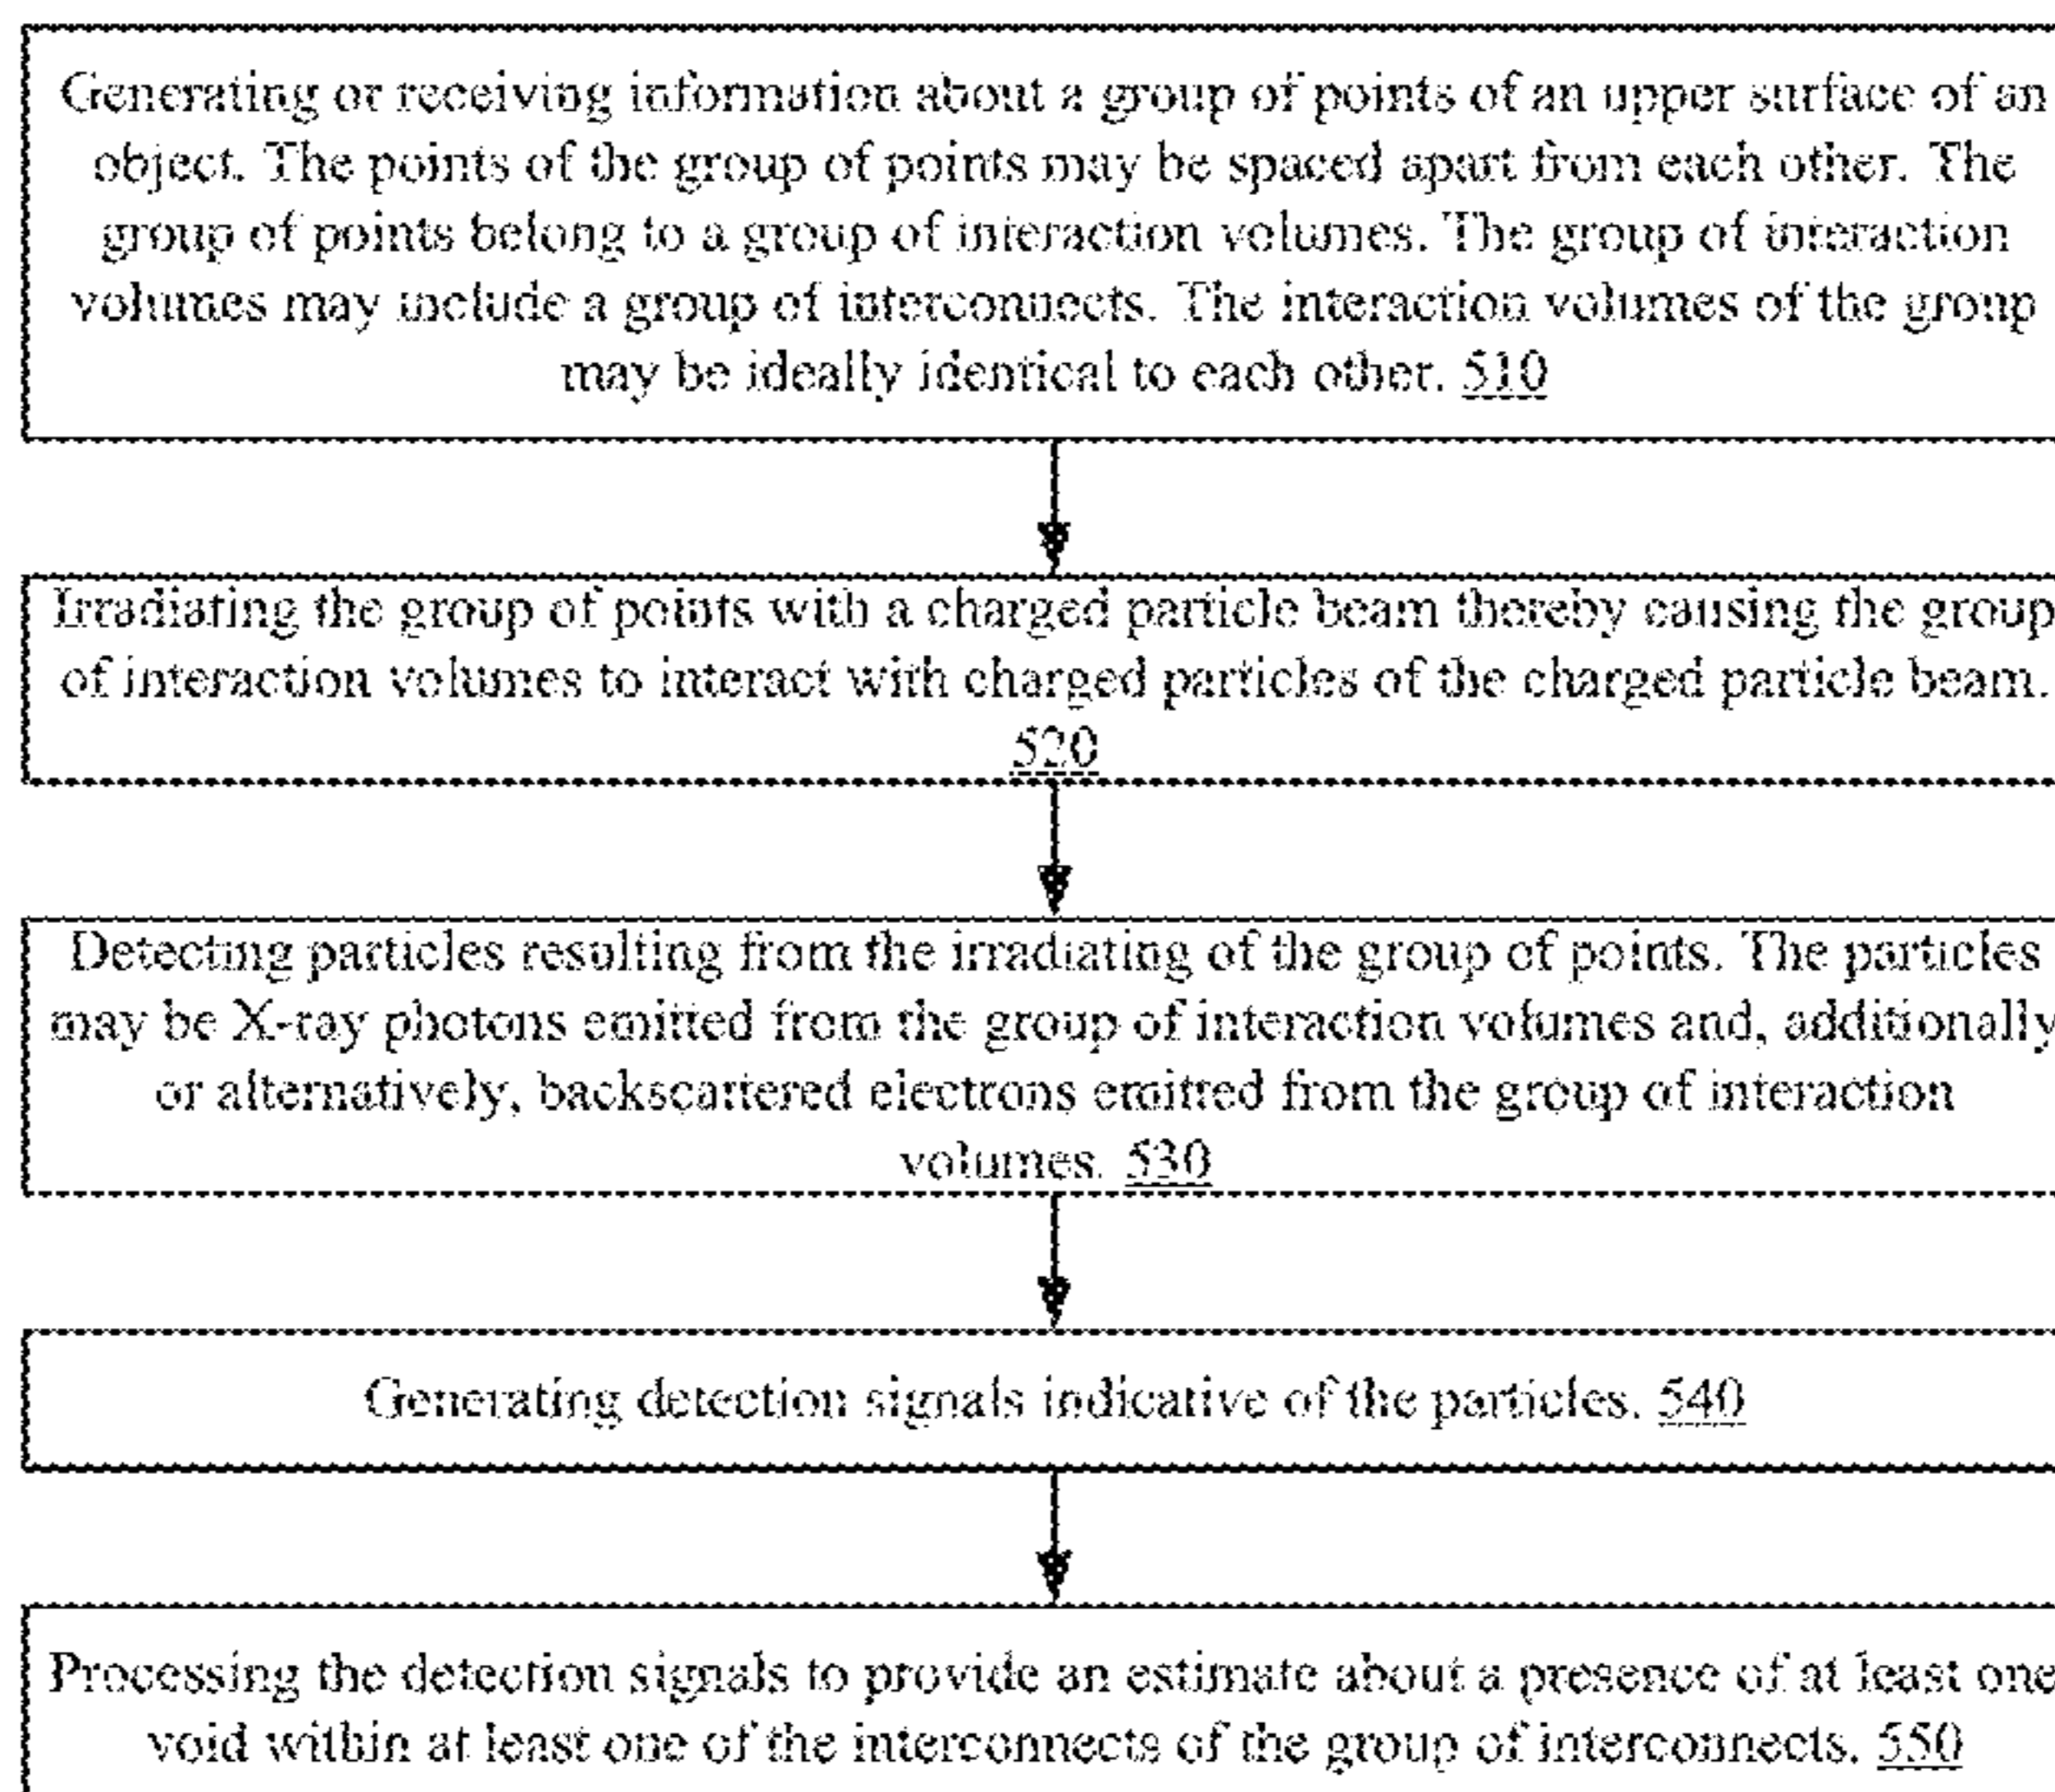 Generating or receiving information about a group of points of an upper surface of an
object. The points of the group of points may be spaced apart from each other. The
group of points belong to a group of interaction volumes. The group of interaction
volumes may include a group of interconnects. The interaction volumes of the group
may be ideally identical to each other. 510
Irradiating the group of points with a charged particle beam thereby causing the group
of interaction volumes to interact with charged particles of the charged particle beam.
520
Detecting particles resulting from the irradiating of the group of points. The particles
may be X-ray photons emitted from the group of interaction volumes and, additionally
or alternatively, backscattered electrons emitted from the group of interaction
volumes. 530
Generating detection signals indicative of the particles. 540
Processing the detection signals to provide an estimate about a presence of at least one
void within at least one of the interconnects of the group of interconnects. 550